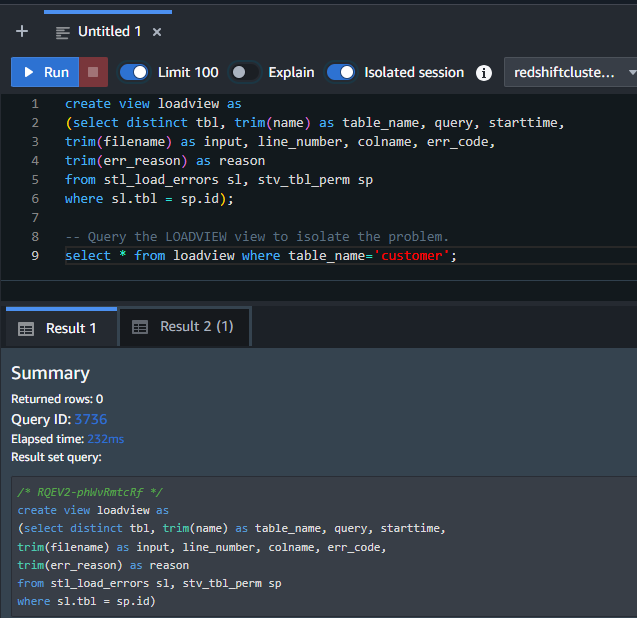 + Untitled 1 ×
Run Limit 100 Explain Isolated session i redshiftcluste...
1 create view loadview as
2 (select distinct tbl, trim(name) as table_name, query, starttime,
3 trim(filename) as input, line_number, colname, err_code,
4 trim(err_reason) as reason
5 from stl_load_errors sl, stv_tbl_perm sp
6 where sl.tbl = sp.id);
7
8 -- Query the LOADVIEW view to isolate the problem.
9 select * from loadview where table_name='customer';
Result 1 Result 2 (1)
Summary
Returned rows: 0
Query ID: 3736
Elapsed time: 232ms
Result set query:
/* RQEV2-phWvRmtcRf */
create view loadview as
(select distinct tbl, trim(name) as table_name, query, starttime,
trim(filename) as input, line_number, colname, err_code,
trim(err_reason) as reason
from stl_load_errors sl, stv_tbl_perm sp
where sl.tbl = sp.id)